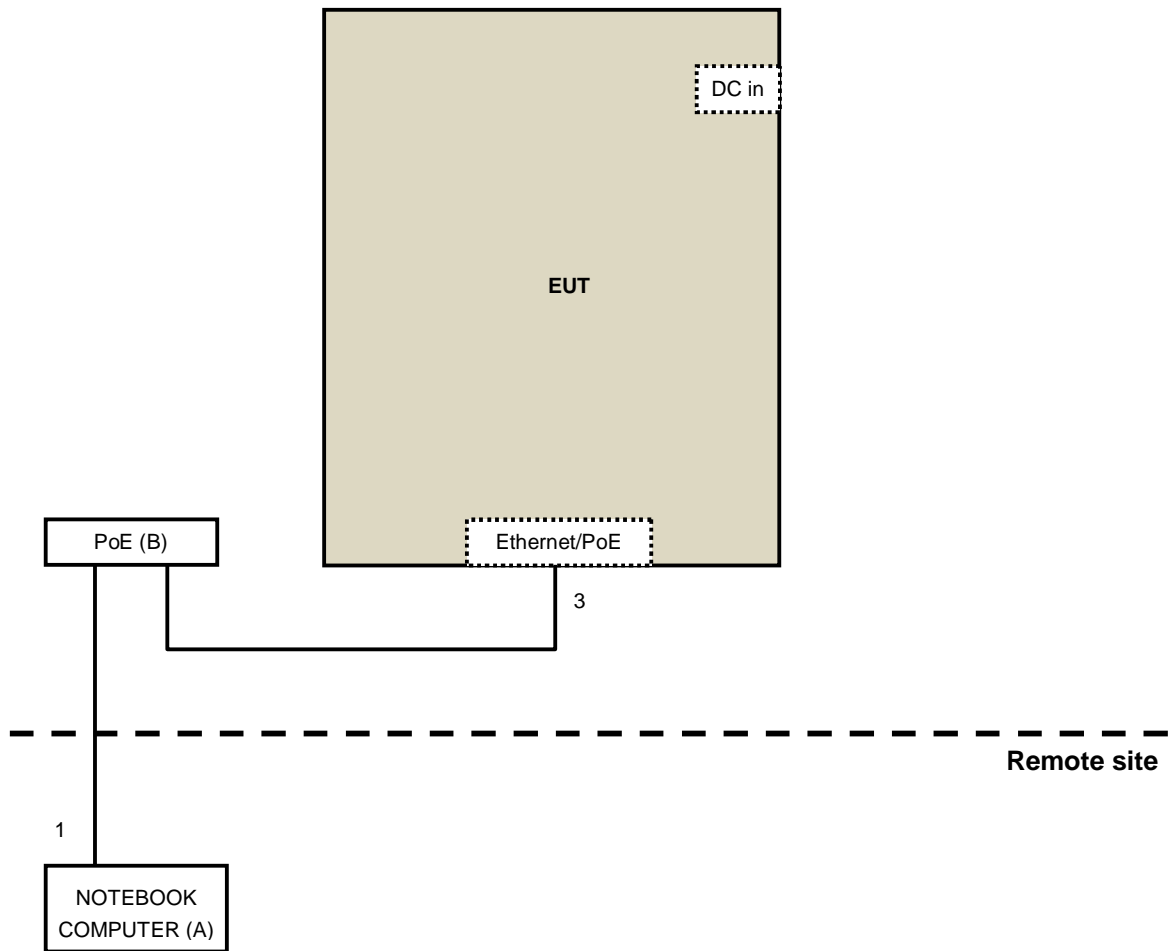 DC in
EUT
PoE (B)
Ethernet/PoE
3
Remote site
1
NOTEBOOK
COMPUTER (A)